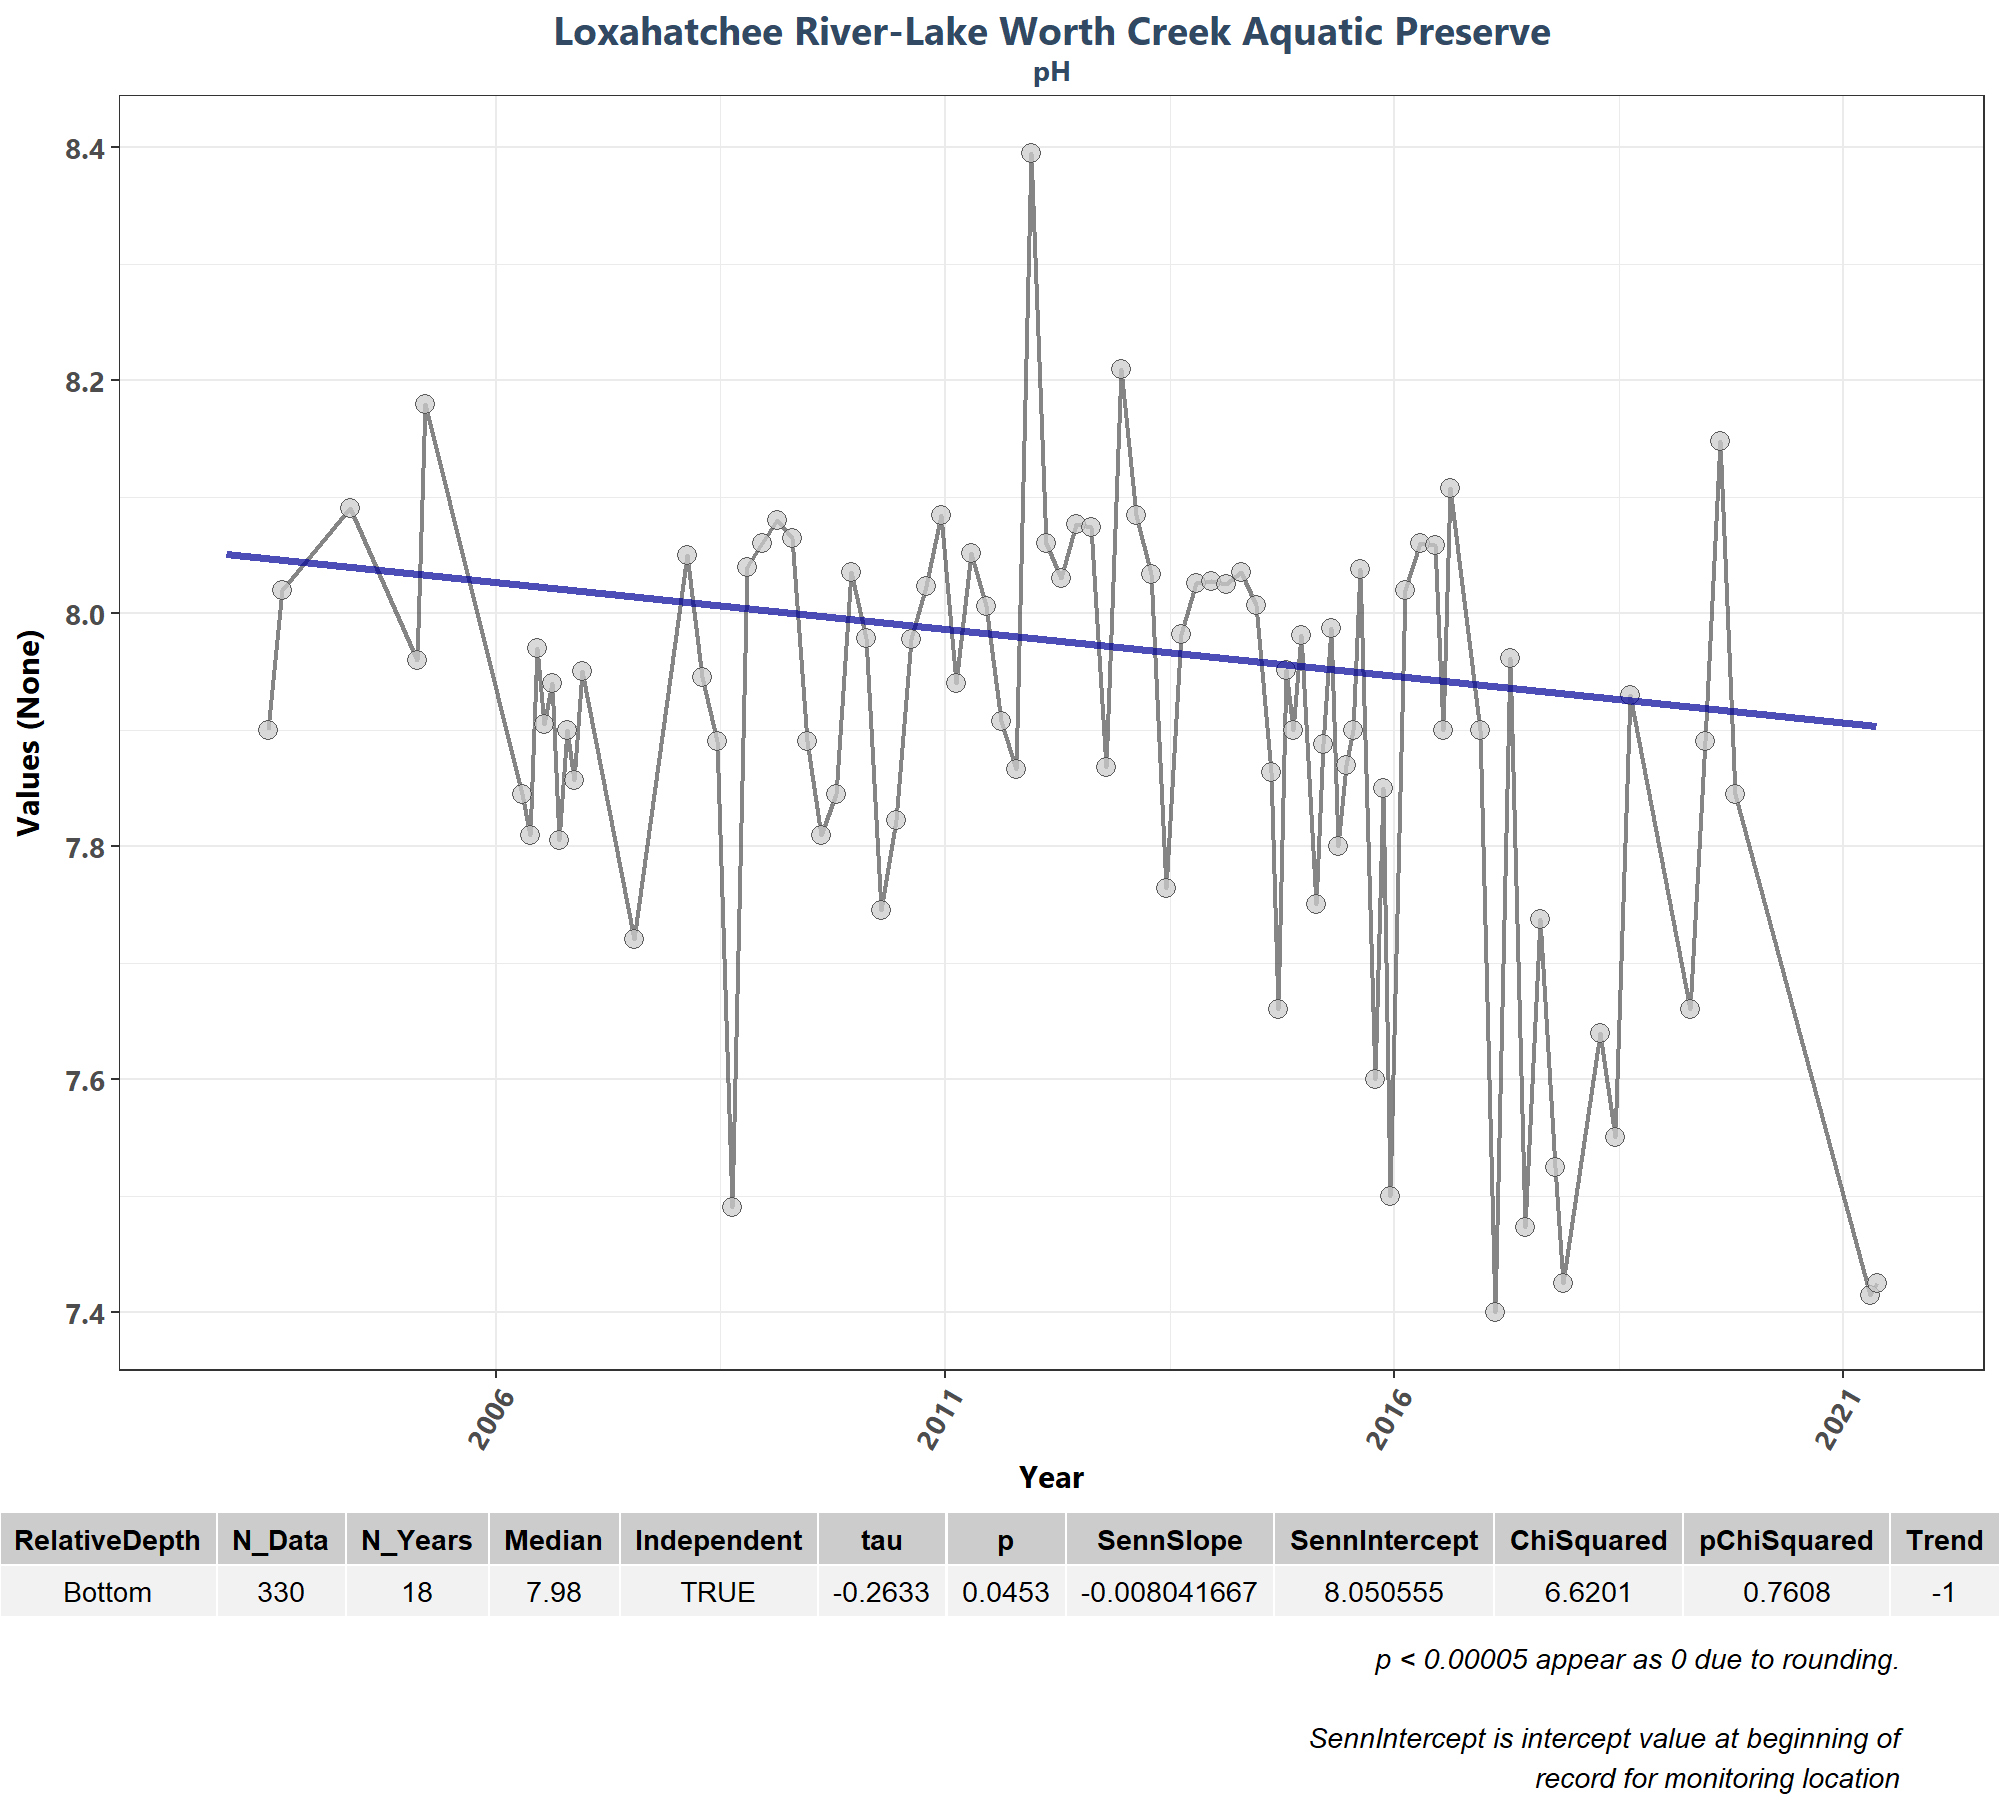 Loxahatchee River-Lake Worth Creek Aquatic Preserve
pH
8.4
8.2
8.0
7.8
7.6
7.4
Values (None)
2006 2011 2016 2021
Year
RelativeDepth N_Data N_Years Median Independent tau p SennSlope SennIntercept ChiSquared pChiSquared Trend
Bottom 330 18 7.98 TRUE -0.2633 0.0453 -0.008041667 8.050555 6.6201 0.7608 -1
p < 0.00005 appear as 0 due to rounding.
SennIntercept is intercept value at beginning of
record for monitoring location